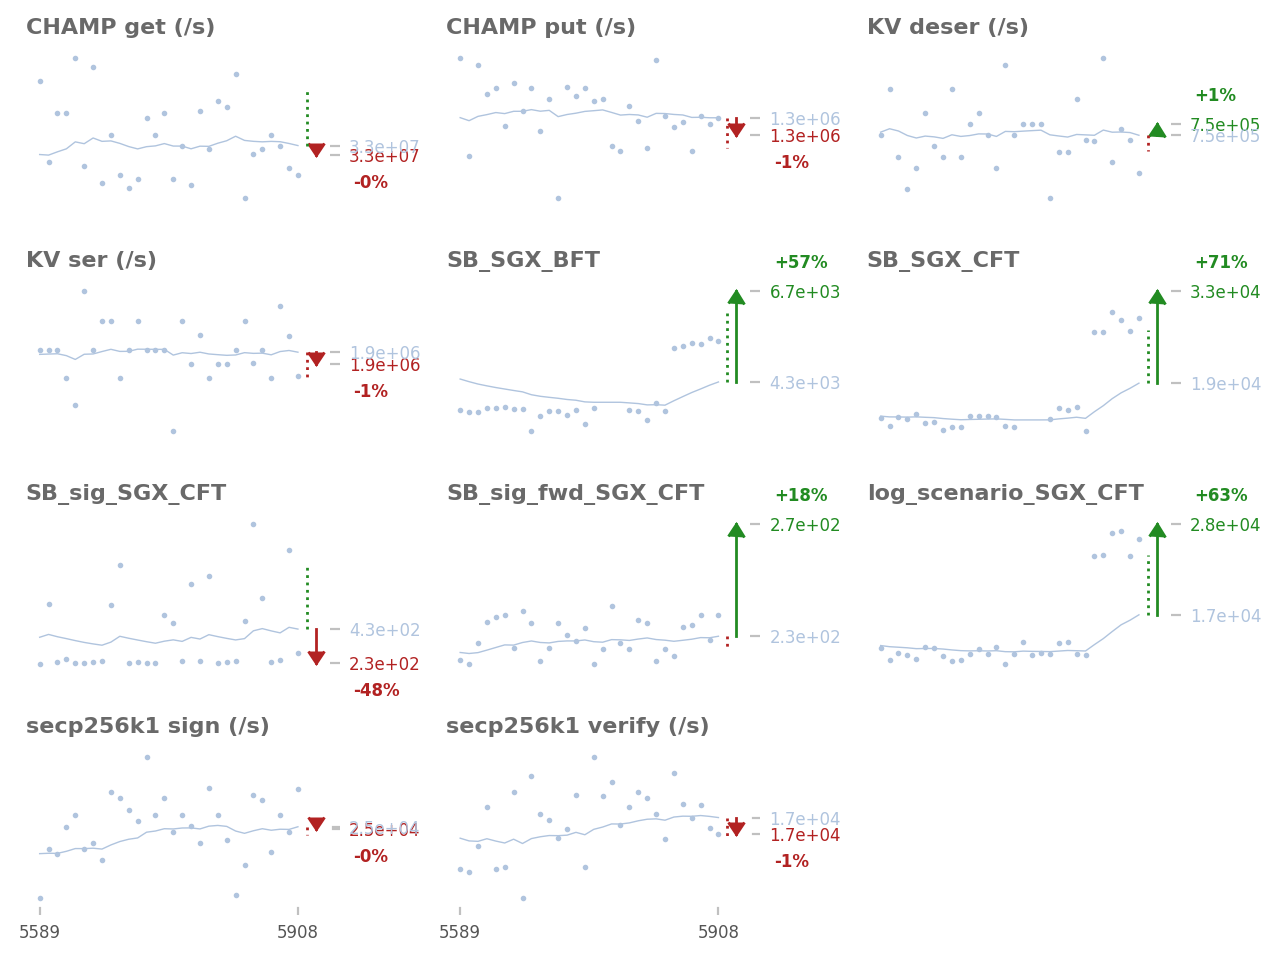 CHAMP get (/s)
3.3e+07
3.3e+07
-0%
CHAMP put (/s)
1.3e+06
1.3e+06
-1%
KV deser (/s)
+1%
7.5e+05
7.5e+05
KV ser (/s)
1.9e+06
1.9e+06
-1%
SB_SGX_BFT
+57%
6.7e+03
4.3e+03
SB_SGX_CFT
+71%
3.3e+04
1.9e+04
SB_sig_SGX_CFT
4.3e+02
2.3e+02
-48%
SB_sig_fwd_SGX_CFT
+18%
2.7e+02
2.3e+02
log_scenario_SGX_CFT
+63%
2.8e+04
1.7e+04
secp256k1 sign (/s)
2.5e+04
2.5e+04
-0%
5589
5908
secp256k1 verify (/s)
1.7e+04
1.7e+04
-1%
5589
5908